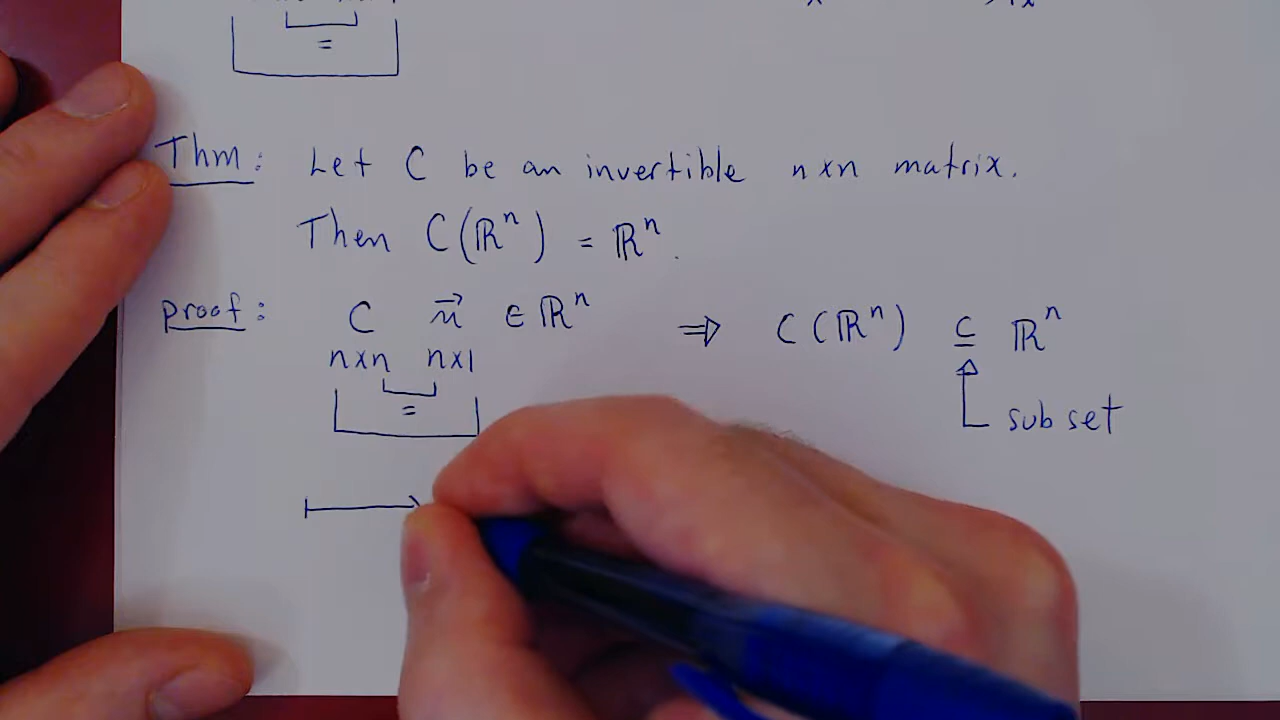 =
Thm: Let C be an invertible n×n matrix.
Then C(ℝⁿ) = ℝⁿ.
proof: C u⃗ ∈ ℝⁿ ⇒ C(ℝⁿ) ⊆ ℝⁿ
n×n n×1
= subset